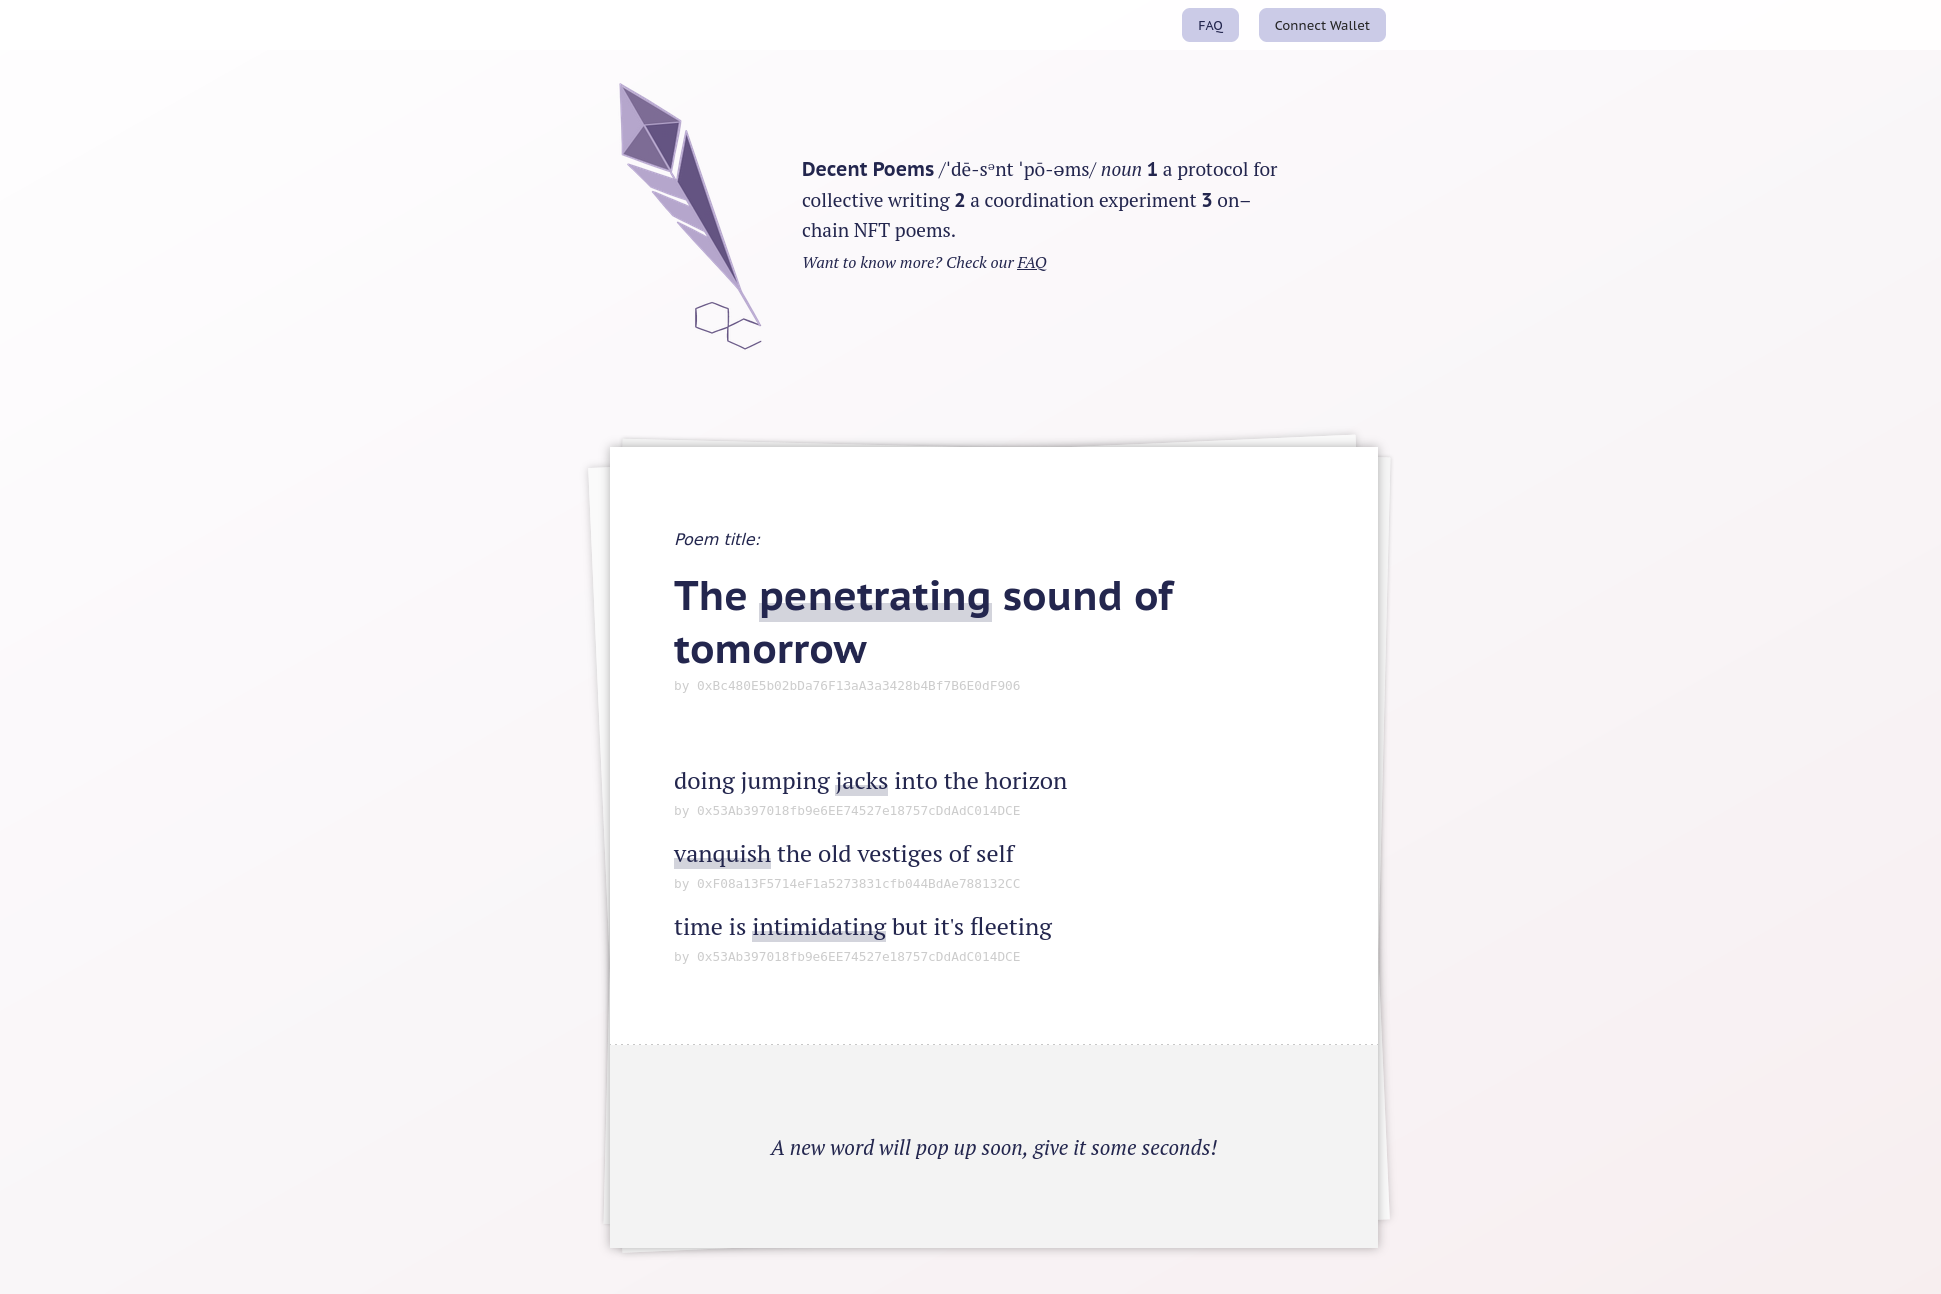 FAQ
Connect Wallet
Decent Poems /ˈdē-sᵊnt ˈpō-əms/ noun 1 a protocol for
collective writing 2 a coordination experiment 3 on–
chain NFT poems.
Want to know more? Check our FAQ
Poem title:
The penetrating sound of
tomorrow
by 0xBc480E5b02bDa76F13aA3a3428b4Bf7B6E0dF906
doing jumping jacks into the horizon
by 0x53Ab397018fb9e6EE74527e18757cDdAdC014DCE
vanquish the old vestiges of self
by 0xF08a13F5714eF1a5273831cfb044BdAe788132CC
time is intimidating but it's fleeting
by 0x53Ab397018fb9e6EE74527e18757cDdAdC014DCE
A new word will pop up soon, give it some seconds!